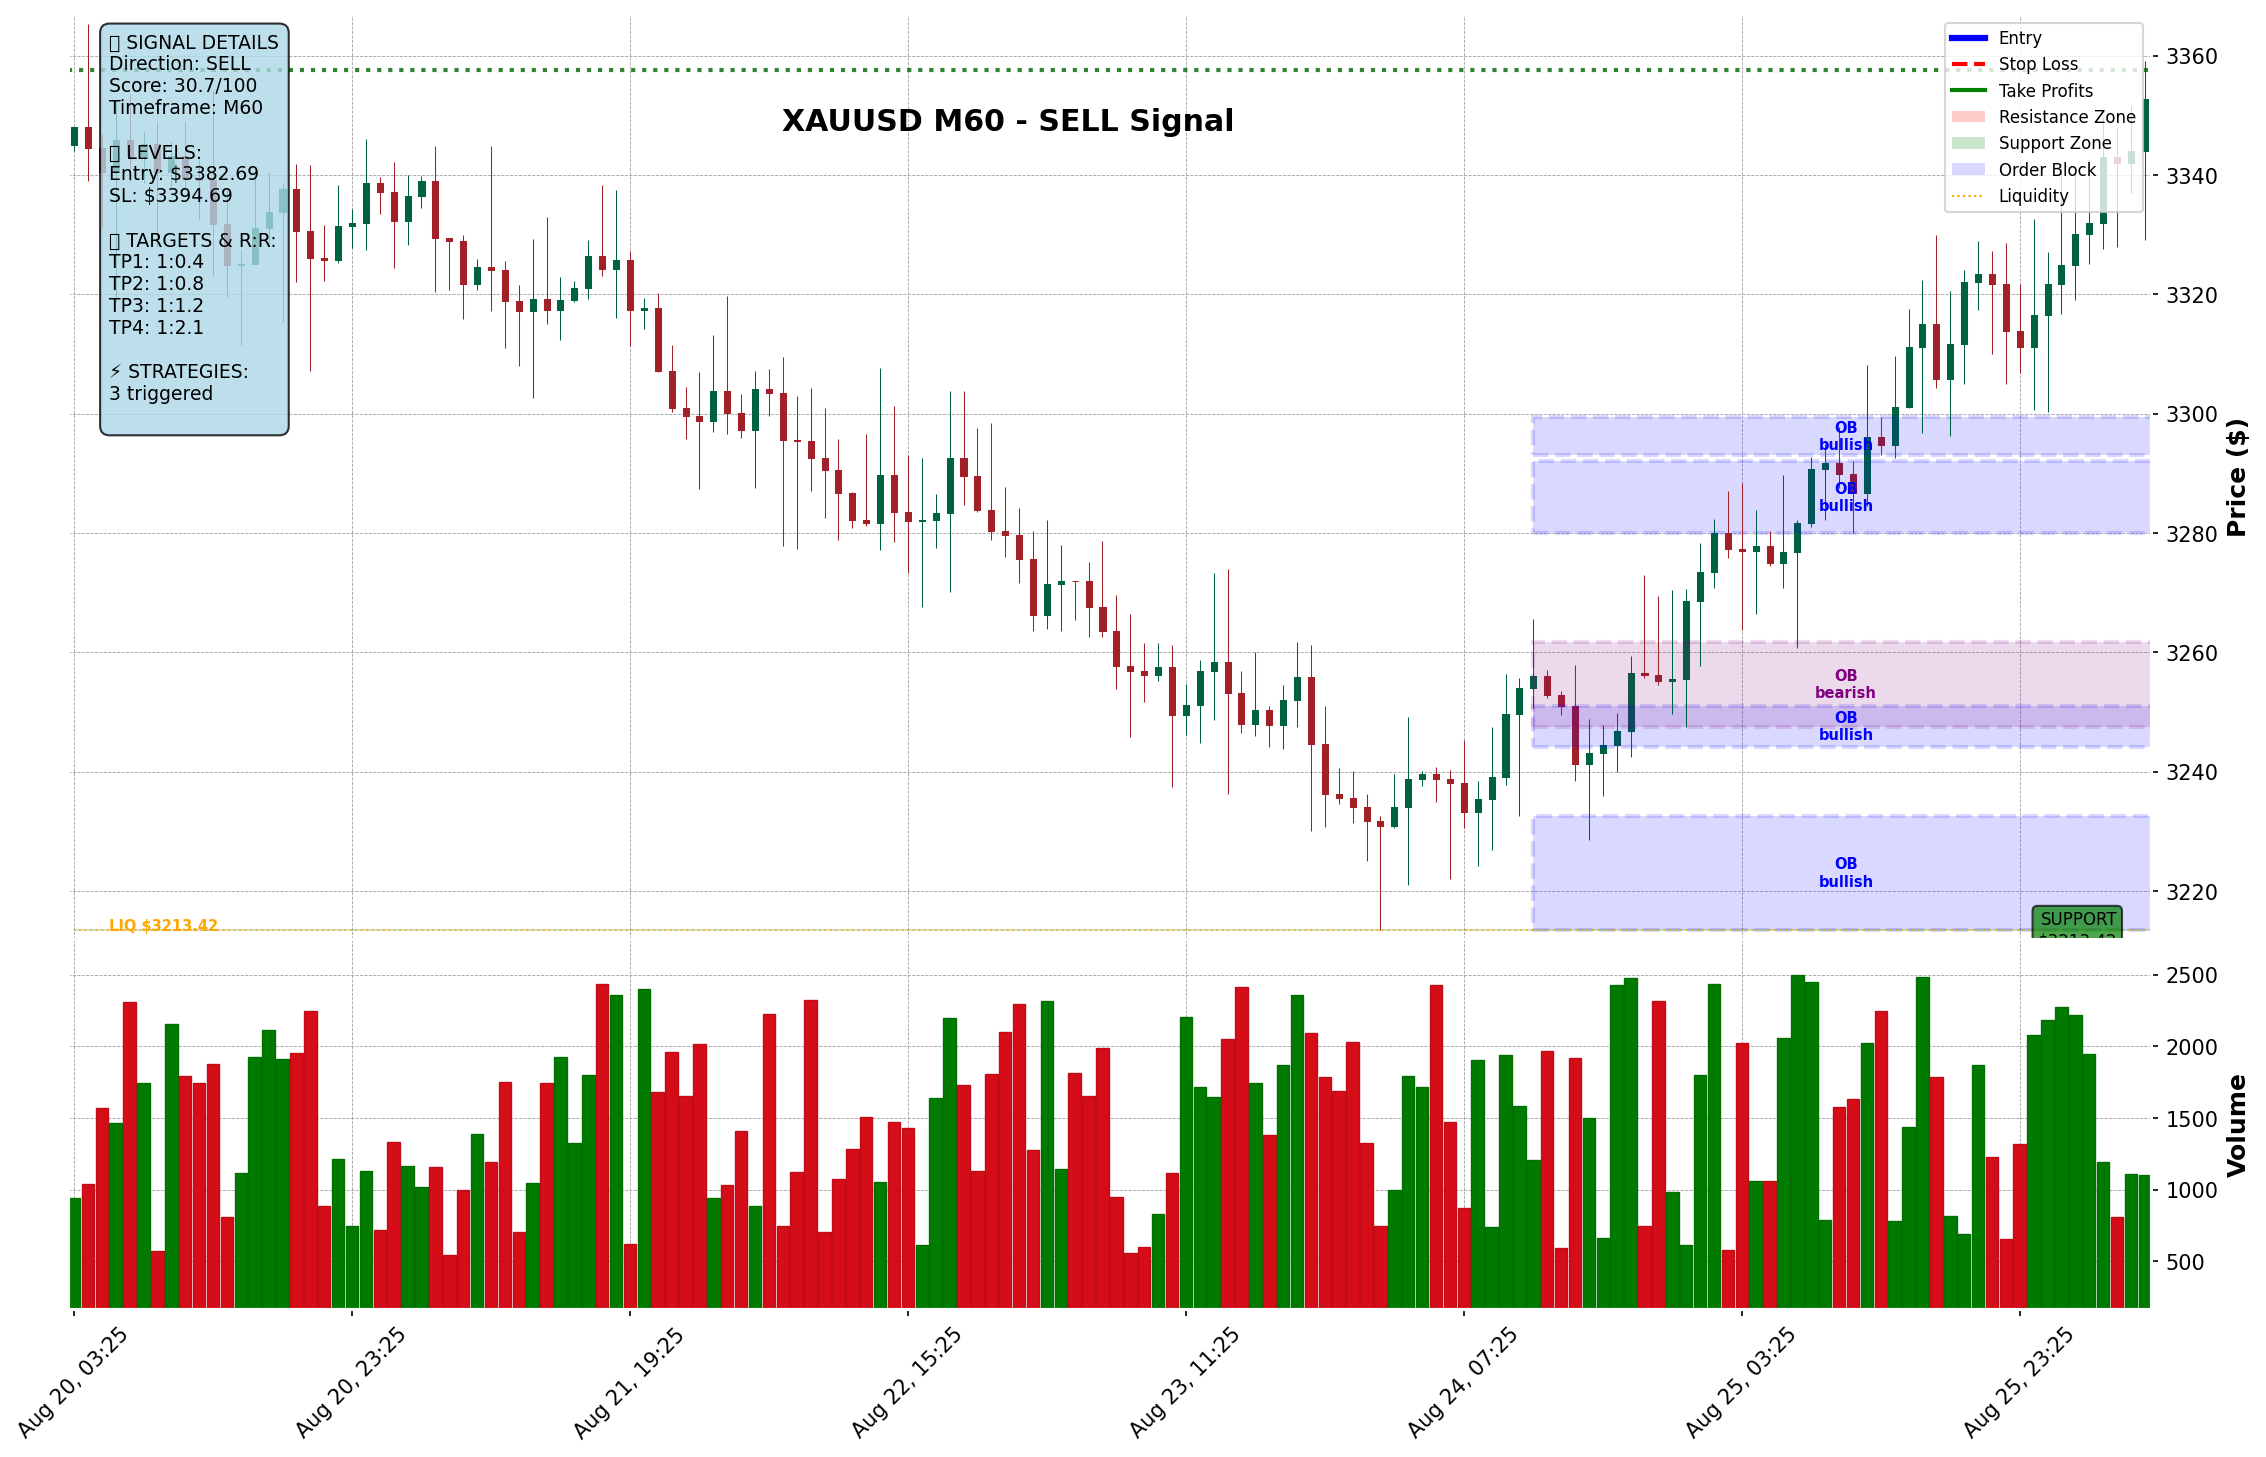 XAUUSD M60 - SELL Signal
SIGNAL DETAILS
Direction: SELL
Score: 30.7/100
Timeframe: M60
LEVELS:
Entry: $3382.69
SL: $3394.69
TARGETS & R:R:
TP1: 1:0.4
TP2: 1:0.8
TP3: 1:1.2
TP4: 1:2.1
⚡ STRATEGIES:
3 triggered
Entry
Stop Loss
Take Profits
Resistance Zone
Support Zone
Order Block
Liquidity
3360
3340
3320
3300
3280
3260
3240
3220
Price ($)
OB
bullish
OB
bullish
OB
bearish
OB
bullish
OB
bullish
LIQ $3213.42
SUPPORT
$3213.42
2500
2000
1500
1000
500
Volume
Aug 20, 03:25
Aug 20, 23:25
Aug 21, 19:25
Aug 22, 15:25
Aug 23, 11:25
Aug 24, 07:25
Aug 25, 03:25
Aug 25, 23:25